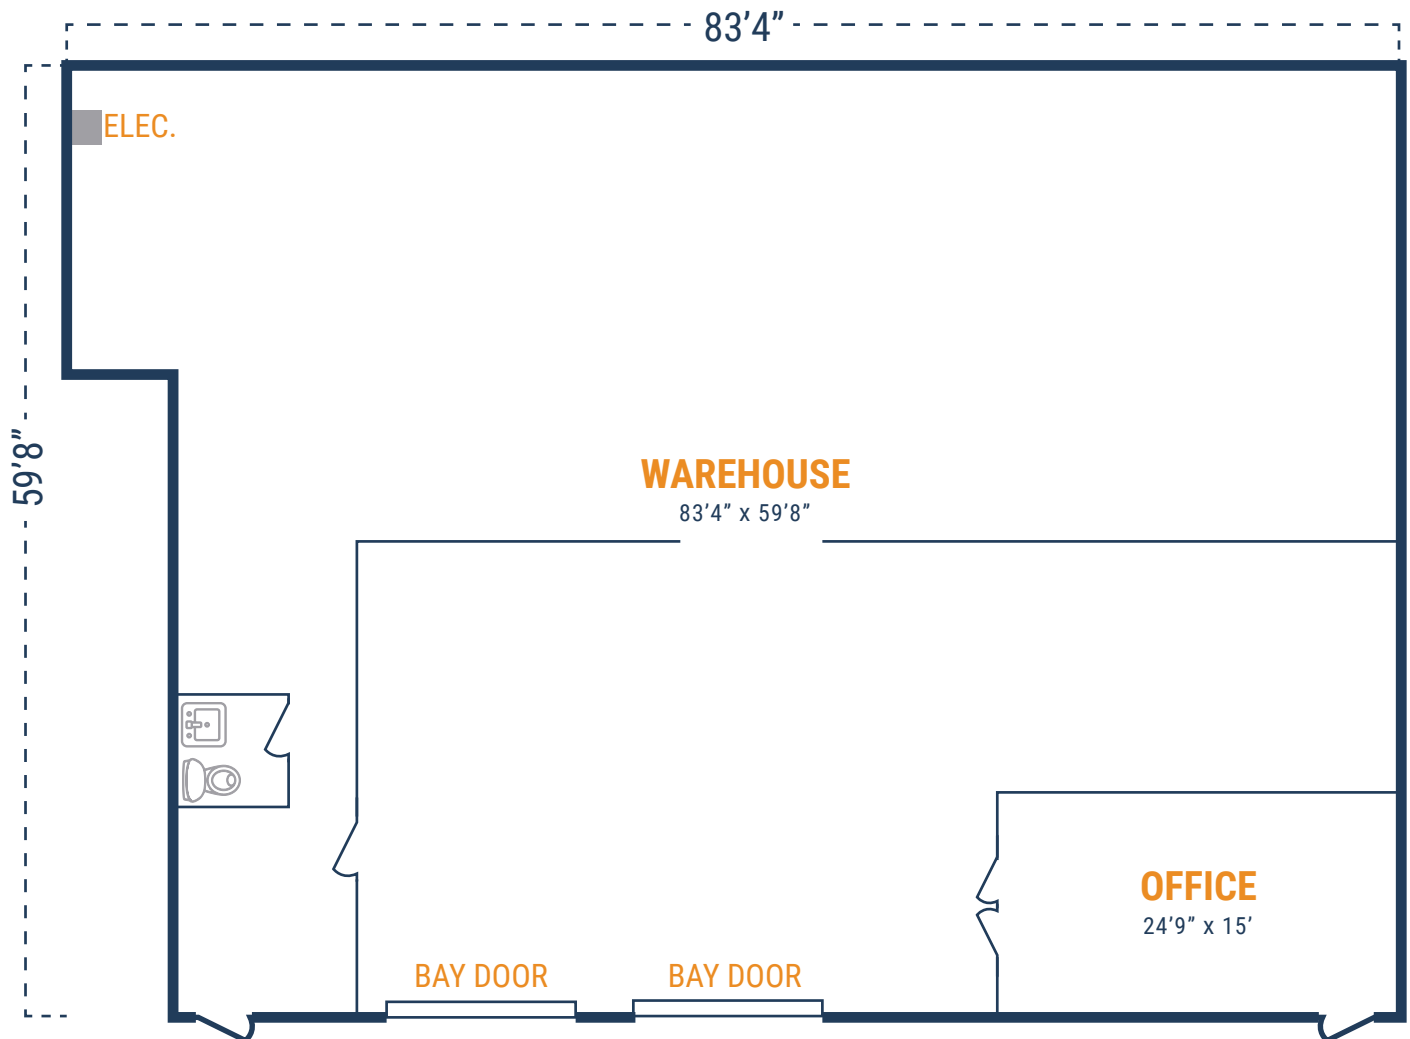 83’4”
ELEC.
59’8”
WAREHOUSE
83’4” x 59’8”
OFFICE
24’9” x 15’
BAY DOOR
BAY DOOR